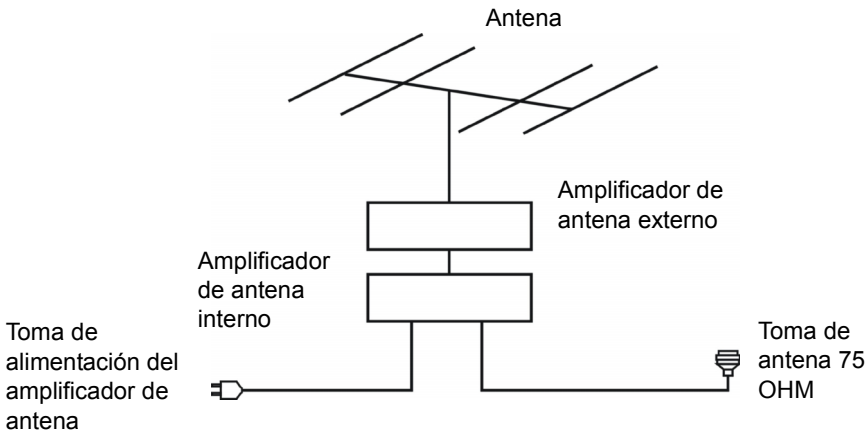 Antena
Amplificador de
antena externo
Amplificador
de antena
interno
Toma de
alimentación del
amplificador de
antena
Toma de
antena 75
OHM